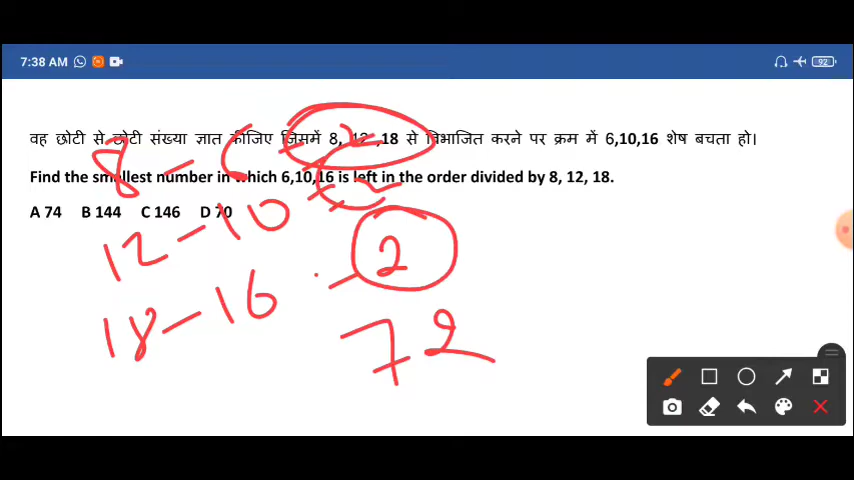 7:38 AM 92
वह छोटी से छोटी संख्या ज्ञात कीजिए जिसमें 8, 12 ,18 से विभाजित करने पर क्रम में 6,10,16 शेष बचता हो।
Find the smallest number in which 6,10,16 is left in the order divided by 8, 12, 18.
A 74 B 144 C 146 D 70
8 - 6 = 2
12 - 10 = 2
18 - 16 = 2
72